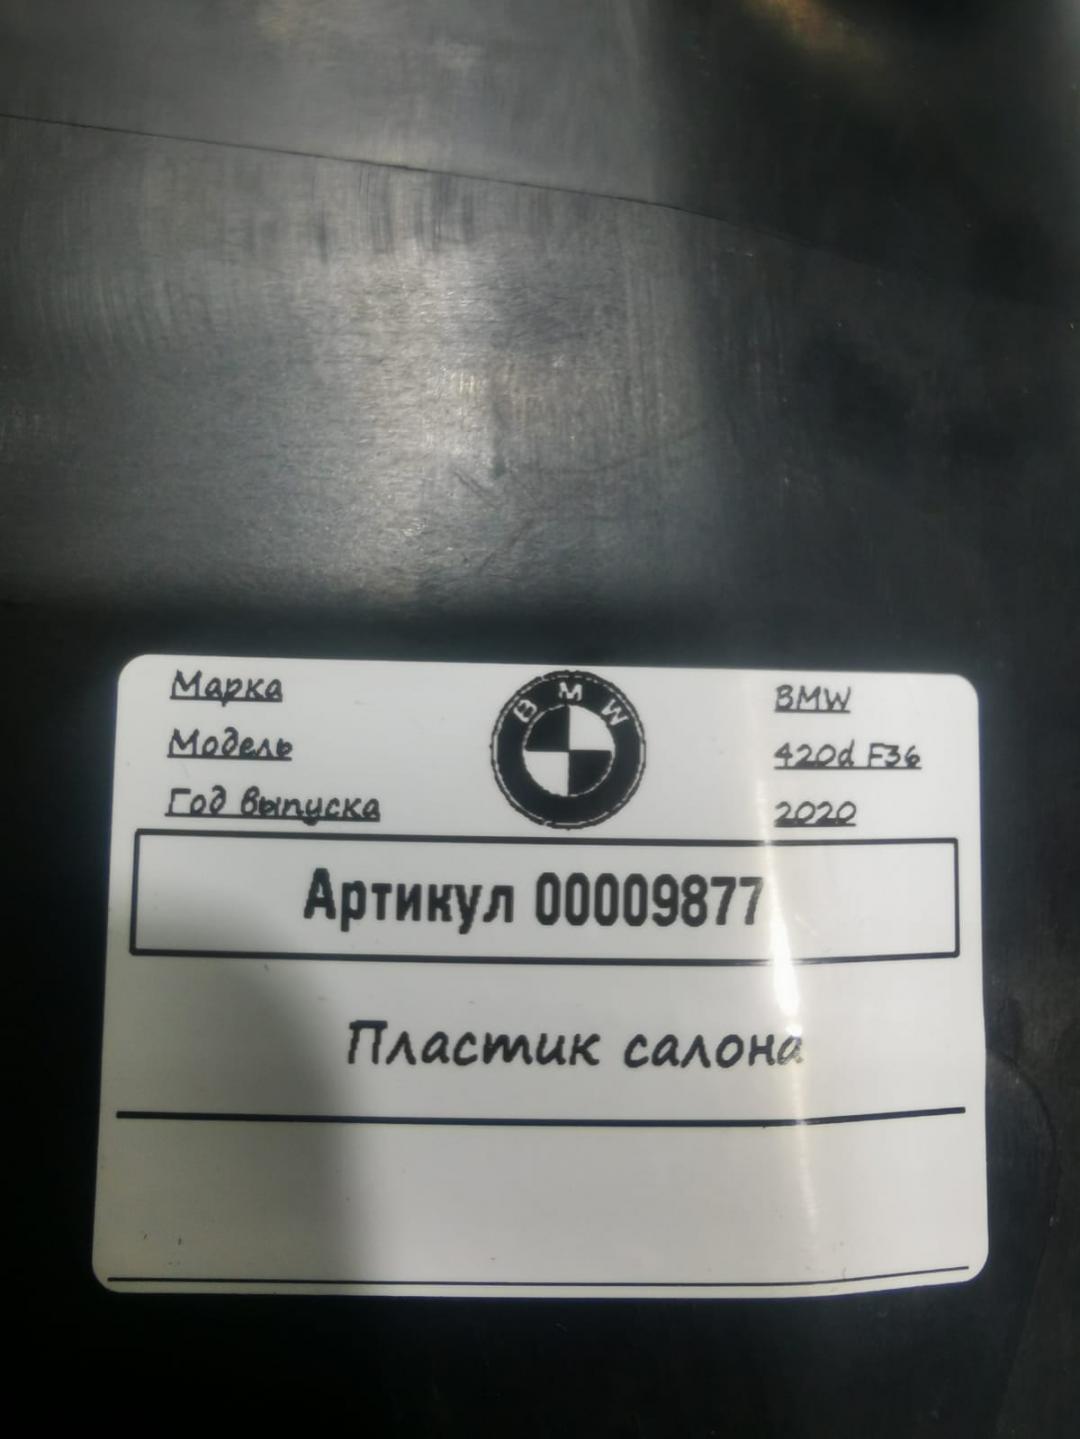 Марка BMW
Модель 420d F36
Год выпуска 2020
BMW
Артикул 00009877
Пластик салона